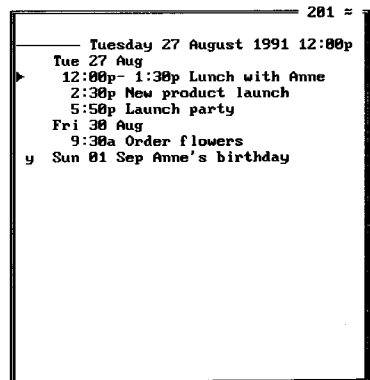 201 ≈
Tuesday 27 August 1991 12:00p
Tue 27 Aug
12:00p- 1:30p Lunch with Anne
2:30p New product launch
5:50p Launch party
Fri 30 Aug
9:30a Order flowers
y Sun 01 Sep Anne's birthday